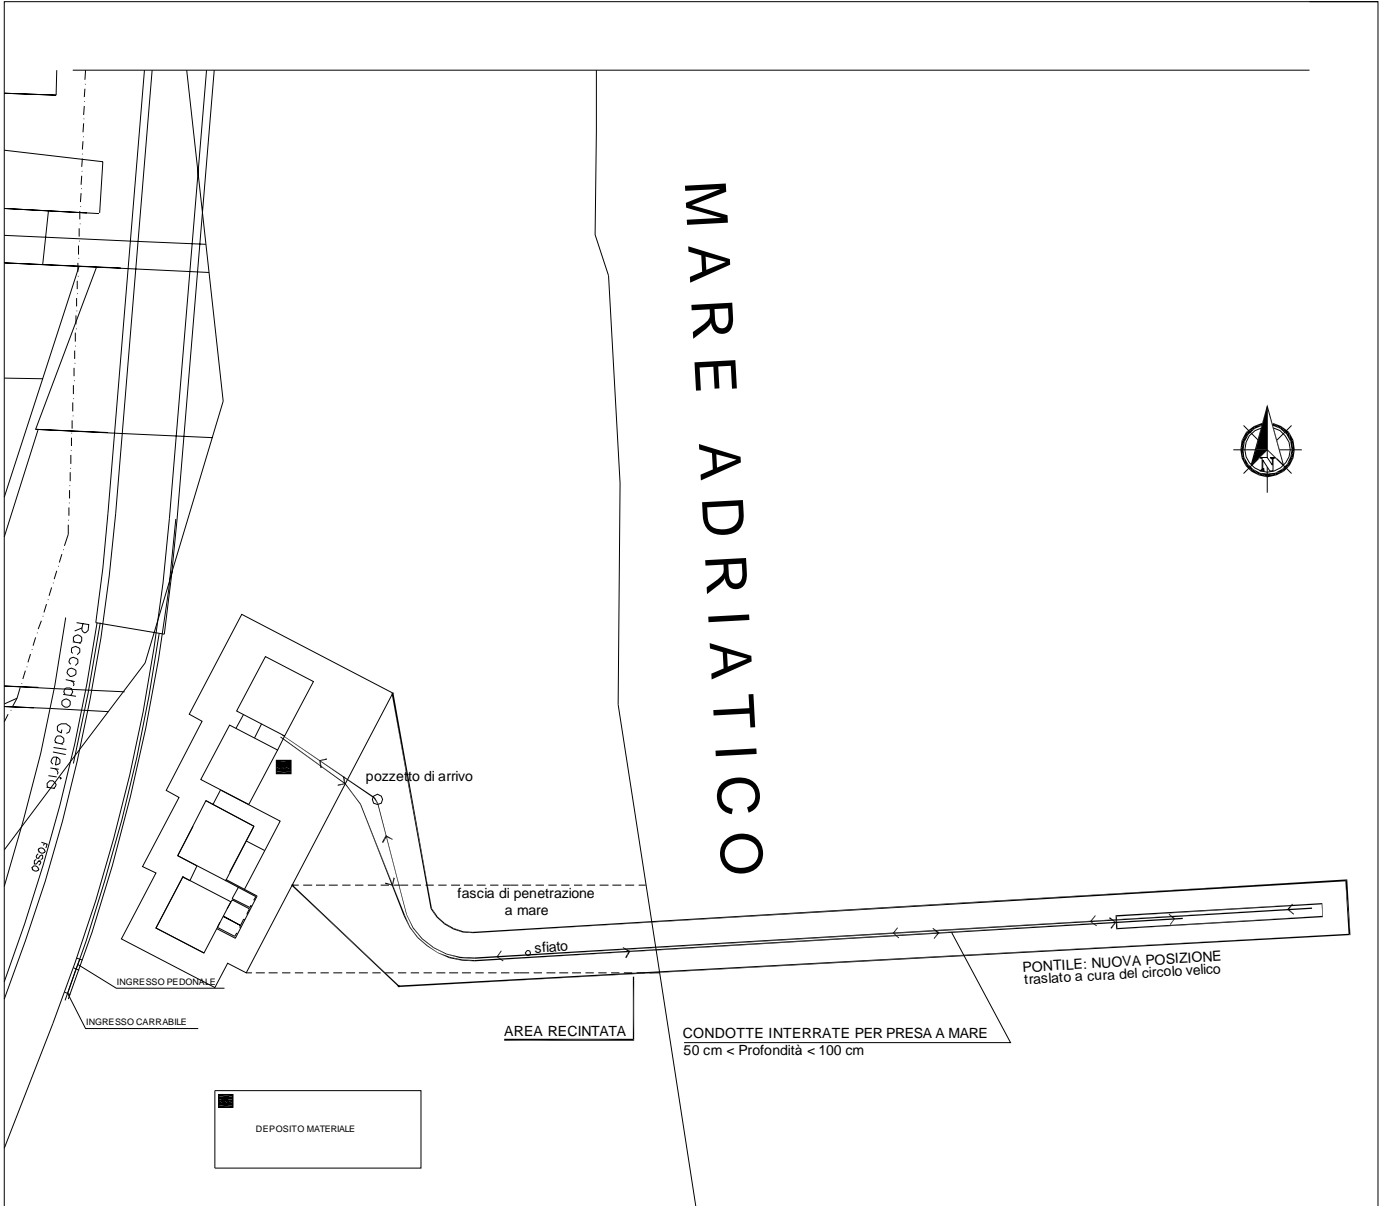 MARE ADRIATICO
N
Raccordo Galleria
FOSSO
pozzetto di arrivo
fascia di penetrazione
a mare
sfiato
INGRESSO PEDONALE
INGRESSO CARRABILE
AREA RECINTATA
CONDOTTE INTERRATE PER PRESA A MARE
50 cm < Profondità < 100 cm
PONTILE: NUOVA POSIZIONE
traslato a cura del circolo velico
DEPOSITO MATERIALE